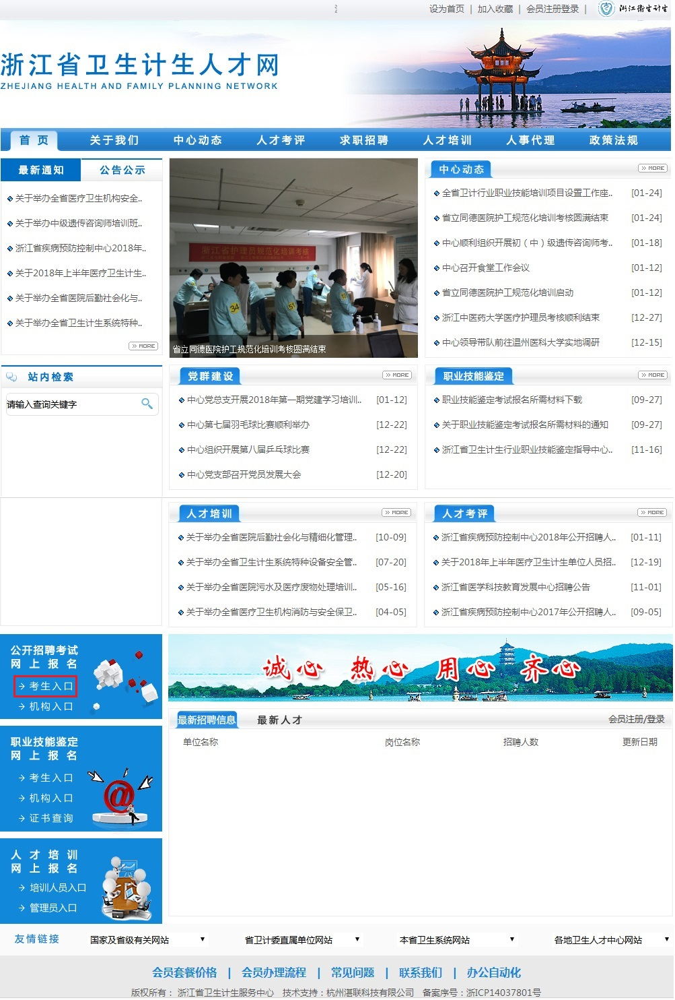 设为首页 | 加入收藏 | 会员注册登录 | 浙江卫生计生
浙江省卫生计生人才网
ZHEJIANG HEALTH AND FAMILY PLANNING NETWORK
首 页 关于我们 中心动态 人才考评 求职招聘 人才培训 人事代理 政策法规
最新通知 公告公示
关于举办全省医疗卫生机构安全..
关于举办中级遗传咨询师培训班..
浙江省疾病预防控制中心2018年..
关于2018年上半年医疗卫生计生..
关于举办全省医院后勤社会化与..
关于举办全省卫生计生系统特种..
>> MORE
浙江省护理员规范化培训考核
34
51
省立同德医院护工规范化培训考核圆满结束
中心动态 >> MORE
全省卫计行业职业技能培训项目设置工作座.. [01-24]
省立同德医院护工规范化培训考核圆满结束 [01-24]
中心顺利组织开展初（中）级遗传咨询师考.. [01-18]
中心召开食堂工作会议 [01-12]
省立同德医院护工规范化培训启动 [01-12]
浙江中医药大学医疗护理员考核顺利结束 [12-27]
中心领导带队前往温州医科大学实地调研 [12-15]
站内检索
请输入查询关键字
党群建设 >> MORE
中心党总支开展2018年第一期党建学习培训.. [01-12]
中心第七届羽毛球比赛顺利举办 [12-22]
中心组织开展第八届乒乓球比赛 [12-22]
中心党支部召开党员发展大会 [12-20]
职业技能鉴定 >> MORE
职业技能鉴定考试报名所需材料下载 [09-27]
关于职业技能鉴定考试报名所需材料的通知 [09-27]
浙江省卫生计生行业职业技能鉴定指导中心.. [11-16]
人才培训 >> MORE
关于举办全省医院后勤社会化与精细化管理.. [10-09]
关于举办全省卫生计生系统特种设备安全管.. [07-20]
关于举办全省医院污水及医疗废物处理培训.. [05-16]
关于举办全省医疗卫生机构消防与安全保卫.. [04-05]
人才考评 >> MORE
浙江省疾病预防控制中心2018年公开招聘人.. [01-11]
关于2018年上半年医疗卫生计生单位人员招.. [12-19]
浙江省医学科技教育发展中心招聘公告 [11-01]
浙江省疾病预防控制中心2017年公开招聘人.. [09-05]
公开招聘考试
网 上 报 名
→ 考生入口
→ 机构入口
职业技能鉴定
网 上 报 名
→ 考生入口
→ 机构入口
→ 证书查询
@
人 才 培 训
网 上 报 名
→ 培训人员入口
→ 管理员入口
诚心 热心 用心 齐心
最新招聘信息 最新人才 会员注册/登录
单位名称 岗位名称 招聘人数 更新日期
友情链接 国家及省级有关网站 省卫计委直属单位网站 本省卫生系统网站 各地卫生人才中心网站
会员套餐价格 | 会员办理流程 | 常见问题 | 联系我们 | 办公自动化
版权所有： 浙江省卫生计生服务中心 技术支持：杭州湛联科技有限公司 备案序号：浙ICP14037801号